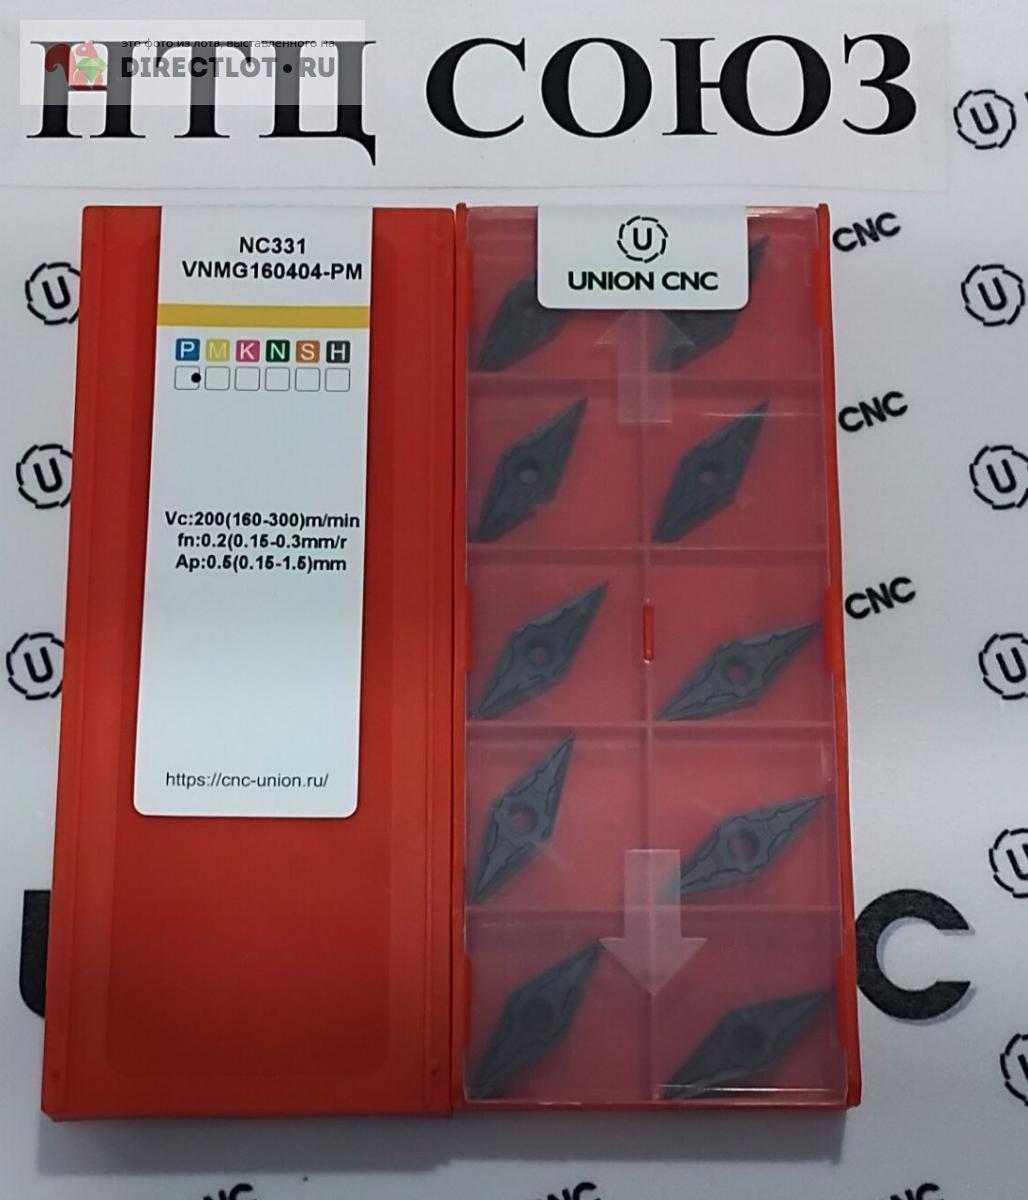 это фото из лота, выставленного на
DIRECTLOT.RU
НТЦ СОЮЗ
NC331
VNMG160404-PM
P M K N S H
Vc:200(160-300)m/min
fn:0.2(0.15-0.3mm/r
Ap:0.5(0.15-1.5)mm
https://cnc-union.ru/
U
UNION CNC
U
U
CNC
U
U
CNC
U
U
CNC
U
U
U
C
U